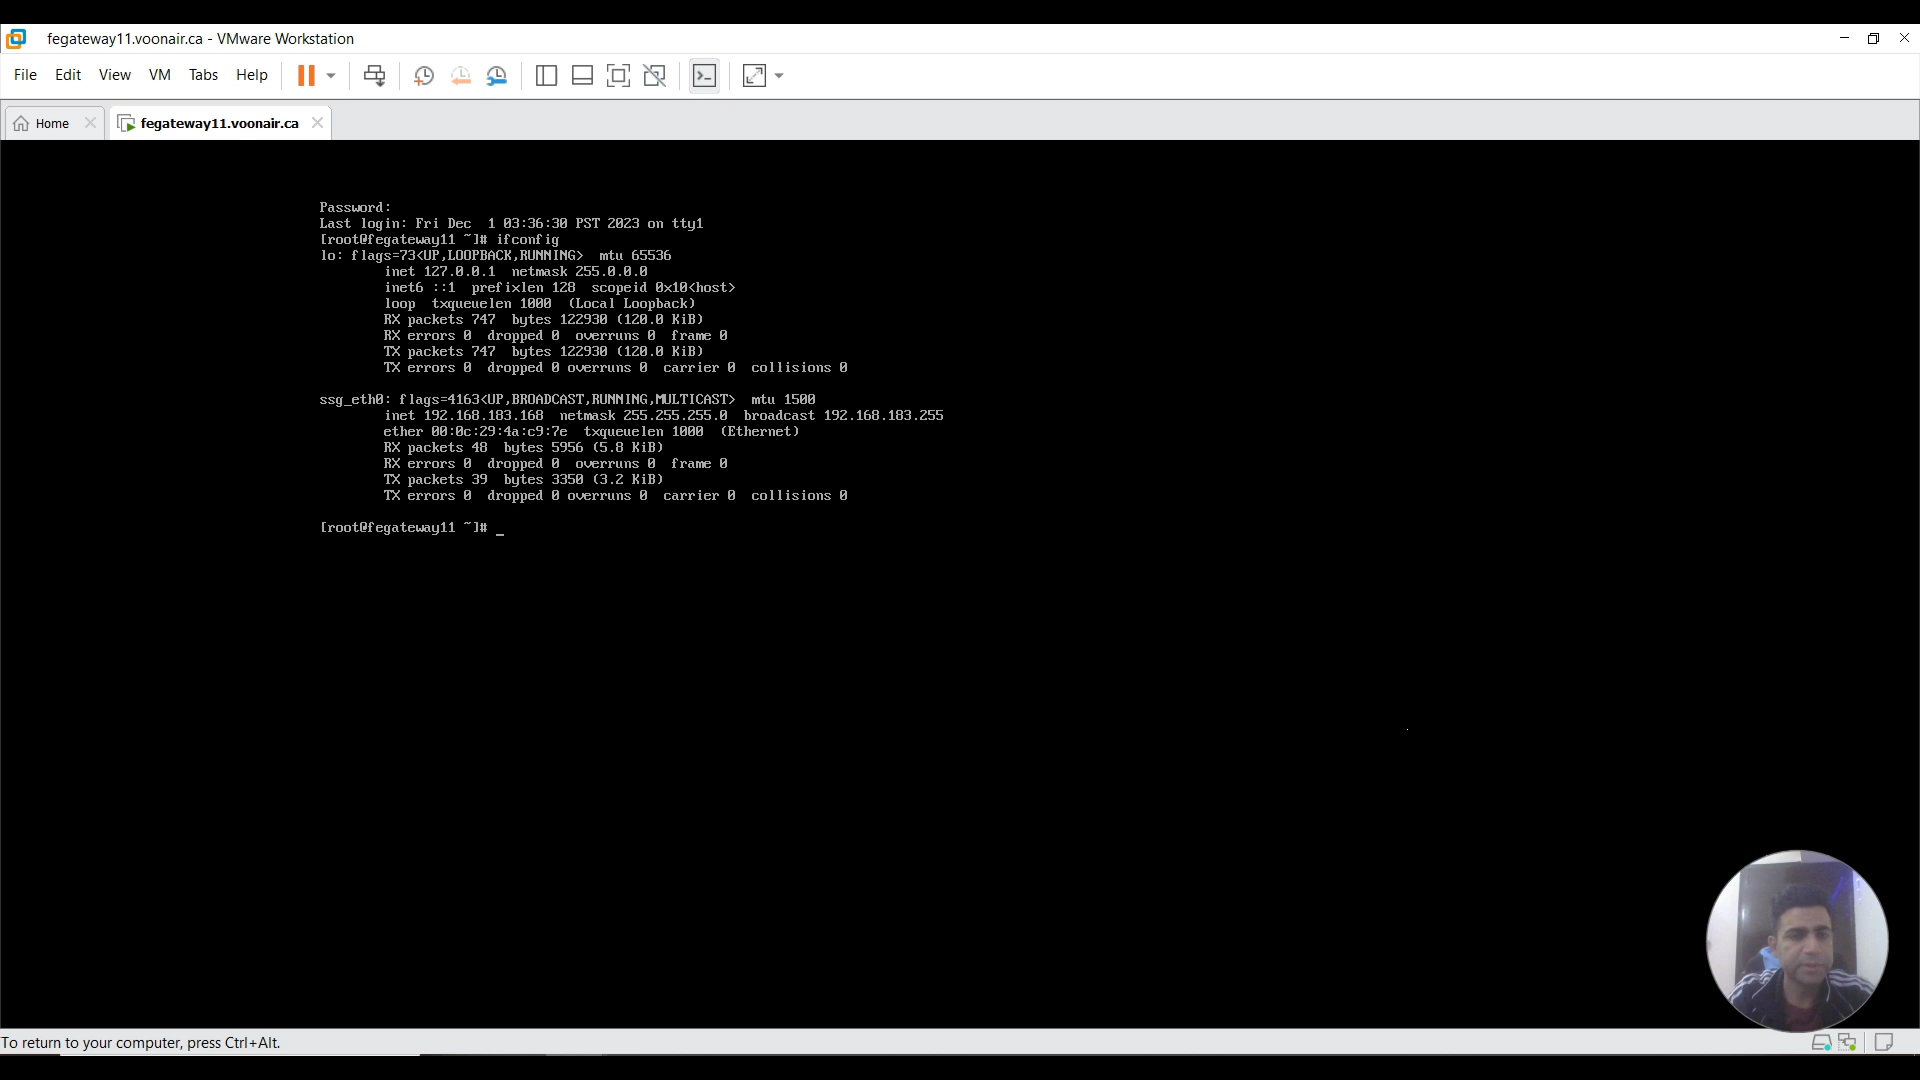 fegateway11.voonair.ca - VMware Workstation
File Edit View VM Tabs Help
Home fegateway11.voonair.ca
Password:
Last login: Fri Dec  1 03:36:30 PST 2023 on tty1
[root@fegateway11 ~]# ifconfig
lo: flags=73<UP,LOOPBACK,RUNNING>  mtu 65536
        inet 127.0.0.1  netmask 255.0.0.0
        inet6 ::1  prefixlen 128  scopeid 0x10<host>
        loop  txqueuelen 1000  (Local Loopback)
        RX packets 747  bytes 122930 (120.0 KiB)
        RX errors 0  dropped 0  overruns 0  frame 0
        TX packets 747  bytes 122930 (120.0 KiB)
        TX errors 0  dropped 0 overruns 0  carrier 0  collisions 0
ssg_eth0: flags=4163<UP,BROADCAST,RUNNING,MULTICAST>  mtu 1500
        inet 192.168.183.168  netmask 255.255.255.0  broadcast 192.168.183.255
        ether 00:0c:29:4a:c9:7e  txqueuelen 1000  (Ethernet)
        RX packets 48  bytes 5956 (5.8 KiB)
        RX errors 0  dropped 0  overruns 0  frame 0
        TX packets 39  bytes 3350 (3.2 KiB)
        TX errors 0  dropped 0 overruns 0  carrier 0  collisions 0
[root@fegateway11 ~]# _
To return to your computer, press Ctrl+Alt.